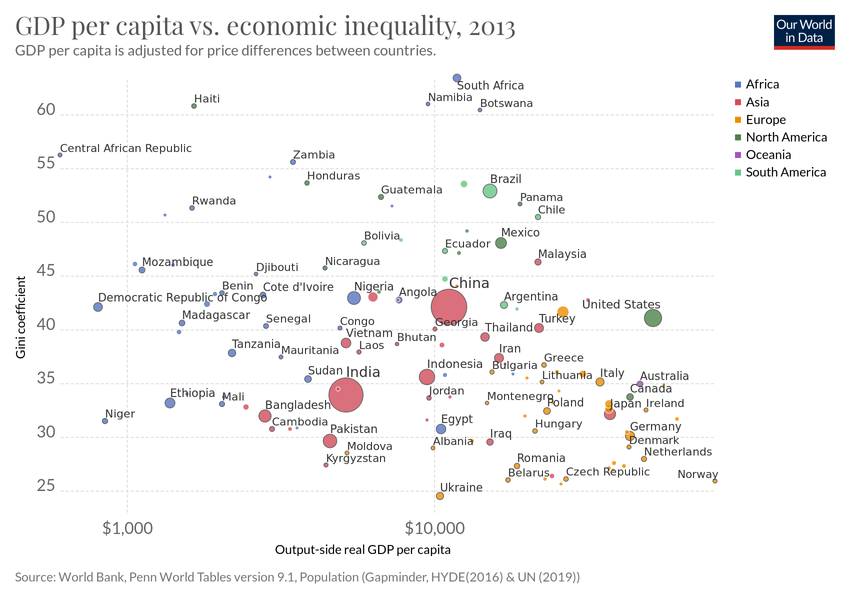 GDP per capita vs. economic inequality, 2013
GDP per capita is adjusted for price differences between countries.
Our World
in Data
Africa
Asia
Europe
North America
Oceania
South America
Gini coefficient
60
55
50
45
40
35
30
25
South Africa
Namibia
Haiti
Botswana
Central African Republic
Zambia
Honduras
Brazil
Guatemala
Panama
Rwanda
Chile
Mexico
Bolivia
Ecuador
Malaysia
Mozambique
Djibouti
Nicaragua
China
Benin
Cote d'Ivoire
Nigeria
Angola
Democratic Republic of Congo
Argentina
United States
Madagascar
Senegal
Congo
Georgia
Turkey
Vietnam
Bhutan
Thailand
Tanzania
Mauritania
Laos
Iran
Greece
Sudan
India
Indonesia
Bulgaria
Lithuania
Italy
Australia
Ethiopia
Mali
Jordan
Montenegro
Canada
Bangladesh
Poland
Japan
Ireland
Niger
Cambodia
Egypt
Hungary
Germany
Pakistan
Albania
Iraq
Denmark
Moldova
Netherlands
Kyrgyzstan
Romania
Belarus
Czech Republic
Norway
Ukraine
$1,000
$10,000
Output-side real GDP per capita
Source: World Bank, Penn World Tables version 9.1, Population (Gapminder, HYDE(2016) & UN (2019))